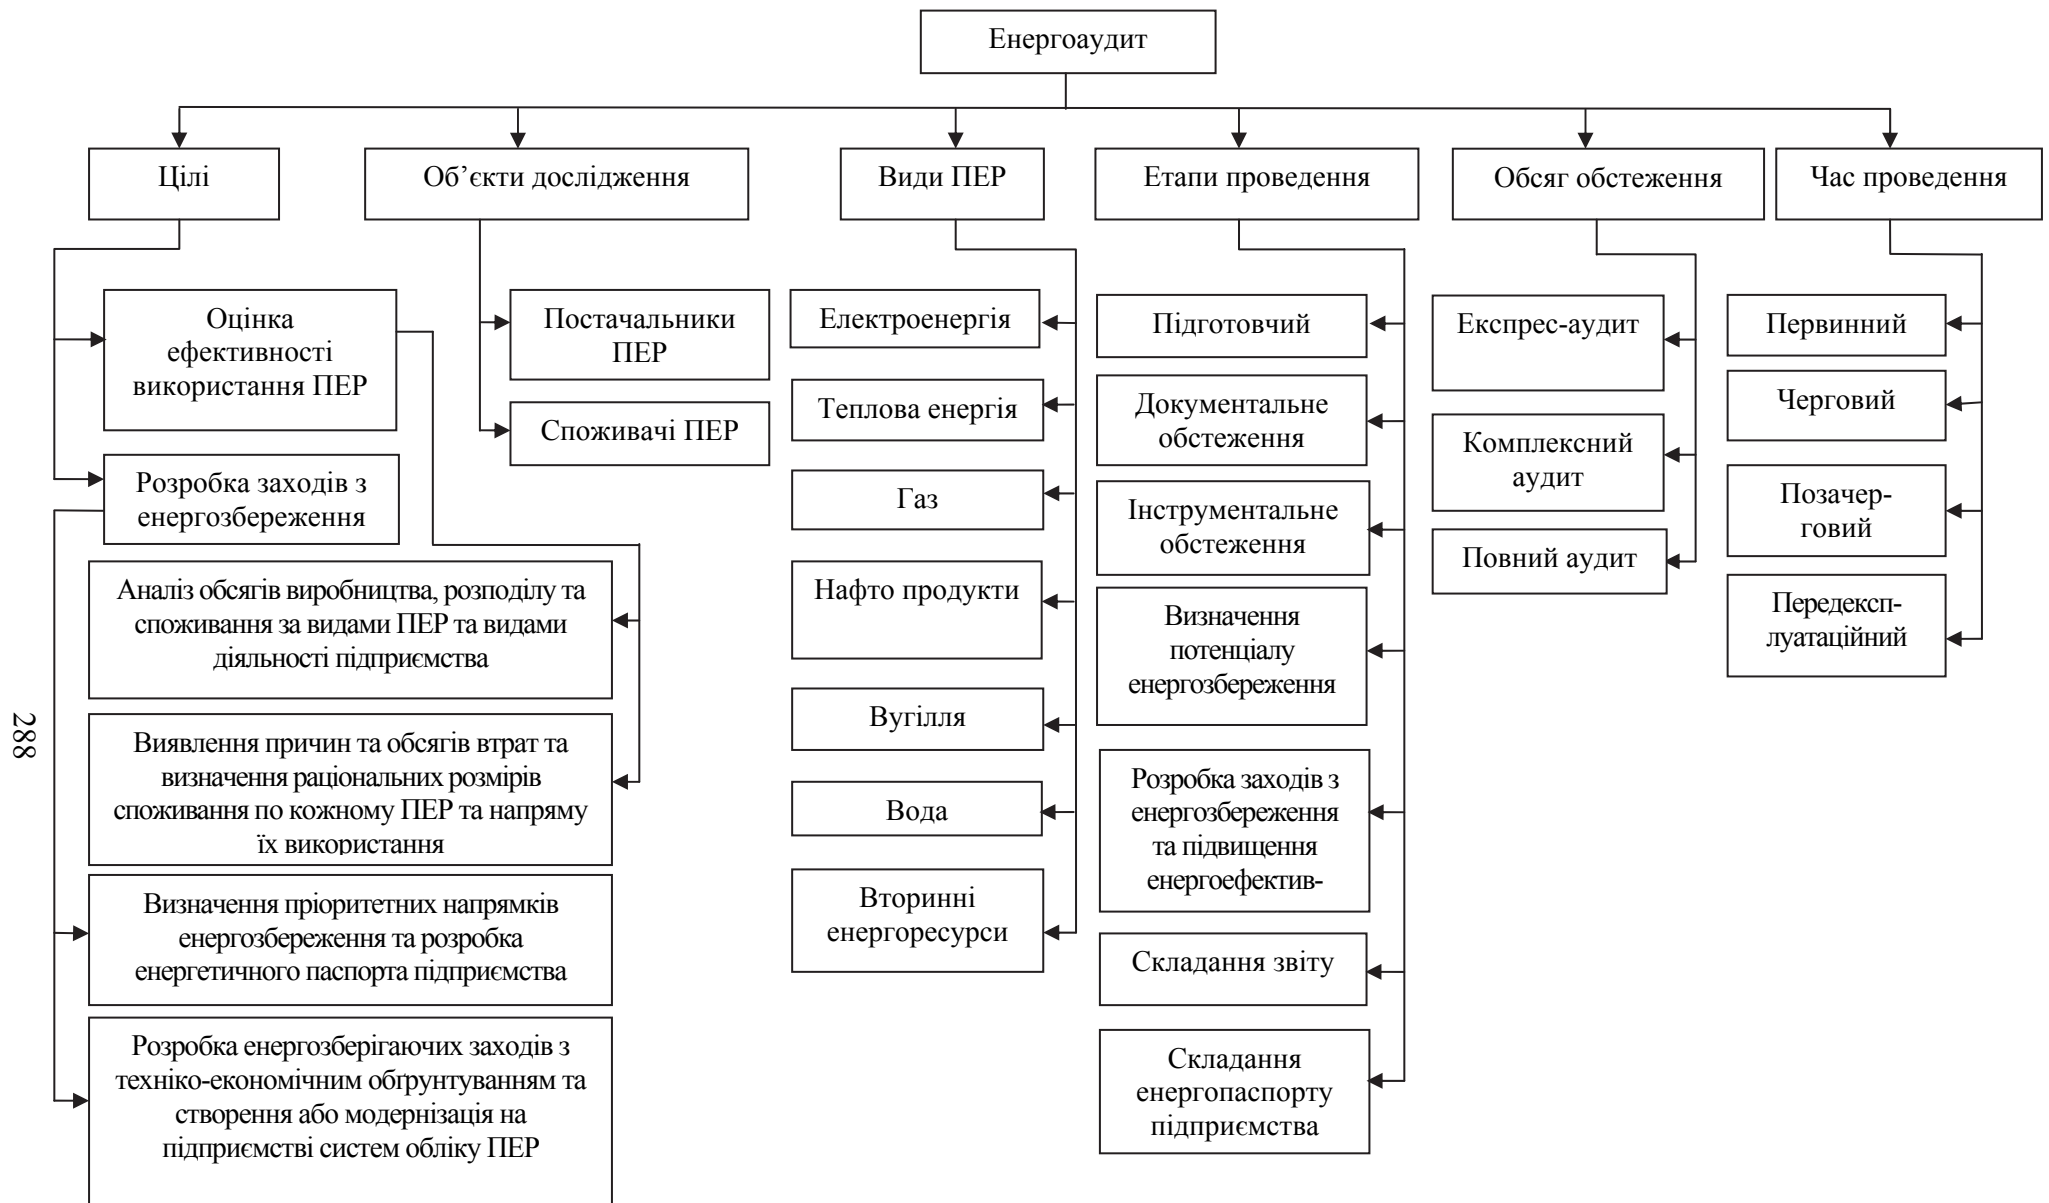 Енергоаудит
Цілі
Об’єкти дослідження
Види ПЕР
Етапи проведення
Обсяг обстеження
Час проведення
Оцінка
ефективності
використання ПЕР
Розробка заходів з
енергозбереження
Аналіз обсягів виробництва, розподілу та
споживання за видами ПЕР та видами
діяльності підприємства
Виявлення причин та обсягів втрат та
визначення раціональних розмірів
споживання по кожному ПЕР та напряму
їх використання
Визначення пріоритетних напрямків
енергозбереження та розробка
енергетичного паспорта підприємства
Розробка енергозберігаючих заходів з
техніко-економічним обґрунтуванням та
створення або модернізація на
підприємстві систем обліку ПЕР
Постачальники
ПЕР
Споживачі ПЕР
Електроенергія
Теплова енергія
Газ
Нафто продукти
Вугілля
Вода
Вторинні
енергоресурси
Підготовчий
Документальне
обстеження
Інструментальне
обстеження
Визначення
потенціалу
енергозбереження
Розробка заходів з
енергозбереження
та підвищення
енергоефектив-
Складання звіту
Складання
енергопаспорту
підприємства
Експрес-аудит
Комплексний
аудит
Повний аудит
Первинний
Черговий
Позачер-
говий
Передексп-
луатаційний
288